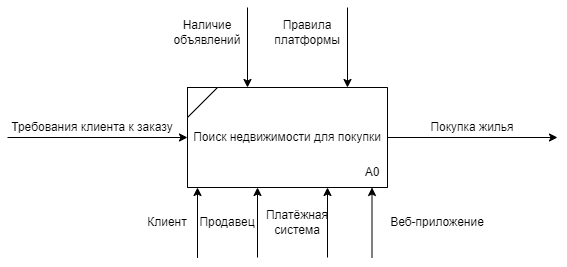 Наличие
объявлений
Правила
платформы
Требования клиента к заказу
Поиск недвижимости для покупки
Покупка жилья
A0
Клиент
Продавец
Платёжная
система
Веб-приложение